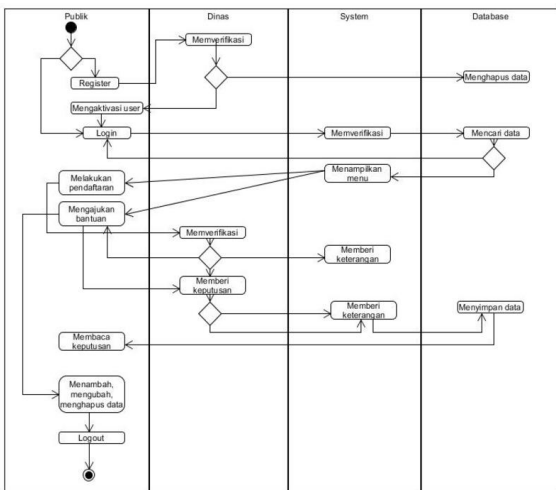 Publik
Dinas
System
Database
Memverifikasi
Register
Menghapus data
Mengaktivasi user
Login
Memverifikasi
Mencari data
Melakukan
pendaftaran
Menampilkan
menu
Mengajukan
bantuan
Memverifikasi
Memberi
keterangan
Memberi
keputusan
Memberi
keterangan
Menyimpan data
Membaca
keputusan
Menambah,
mengubah,
menghapus data
Logout